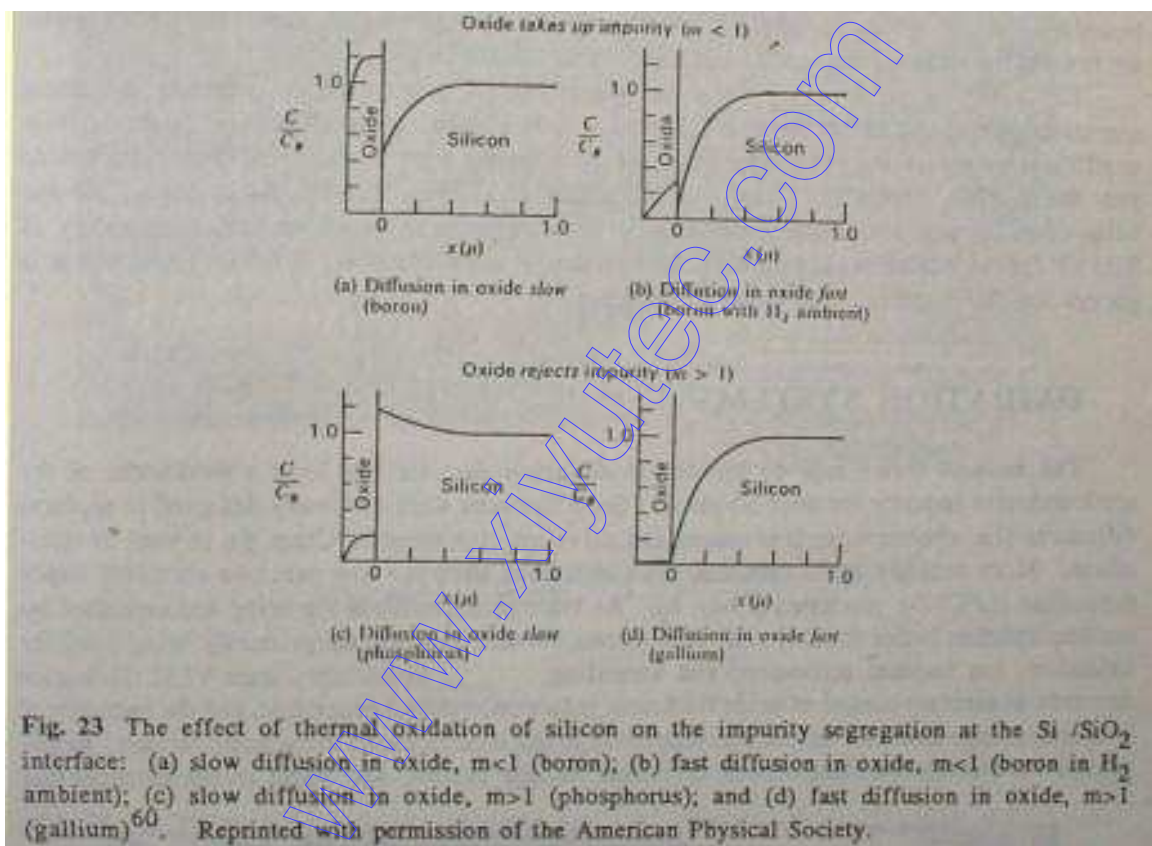 Oxide takes up impurity (m < 1)
1.0
C
C_B
Oxide
Silicon
0
1.0
x (μ)
(a) Diffusion in oxide slow
(boron)
1.0
C
C_B
Oxide
Silicon
0
1.0
x (μ)
(b) Diffusion in oxide fast
(boron with H₂ ambient)
Oxide rejects impurity (m > 1)
1.0
C
C_B
Oxide
Silicon
0
1.0
x (μ)
(c) Diffusion in oxide slow
(phosphorus)
1.0
C
C_B
Oxide
Silicon
0
1.0
x (μ)
(d) Diffusion in oxide fast
(gallium)
Fig. 23 The effect of thermal oxidation of silicon on the impurity segregation at the Si /SiO₂
interface: (a) slow diffusion in oxide, m<1 (boron); (b) fast diffusion in oxide, m<1 (boron in H₂
ambient); (c) slow diffusion in oxide, m>1 (phosphorus); and (d) fast diffusion in oxide, m>1
(gallium)⁶⁰. Reprinted with permission of the American Physical Society.
www.xiyutec.com